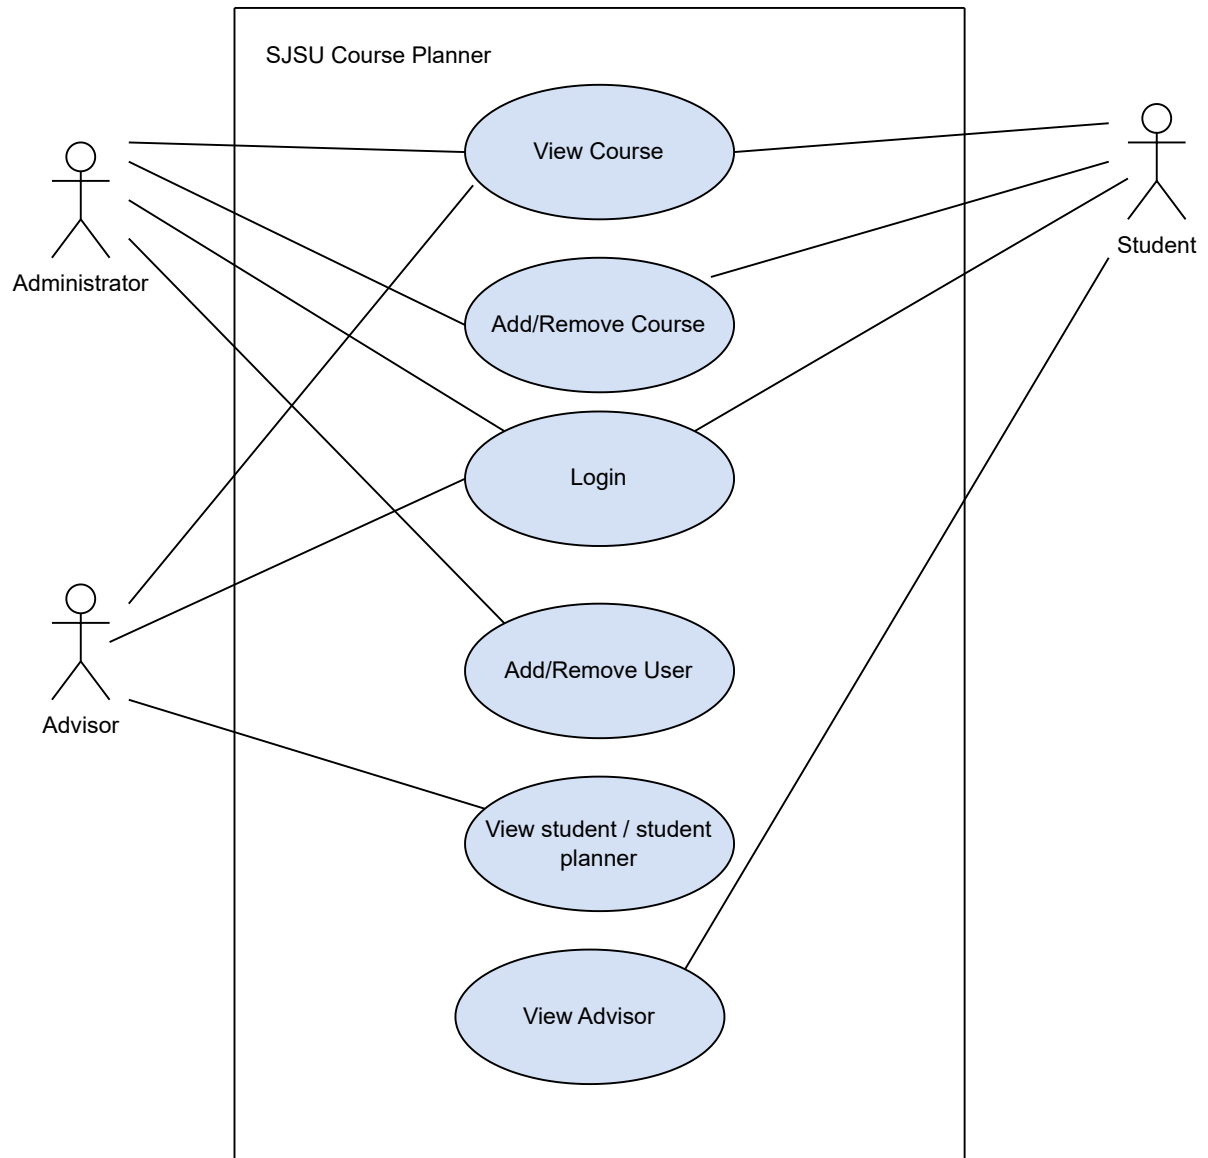 SJSU Course Planner
View Course
Administrator
Student
Add/Remove Course
Login
Add/Remove User
Advisor
View student / student
planner
View Advisor